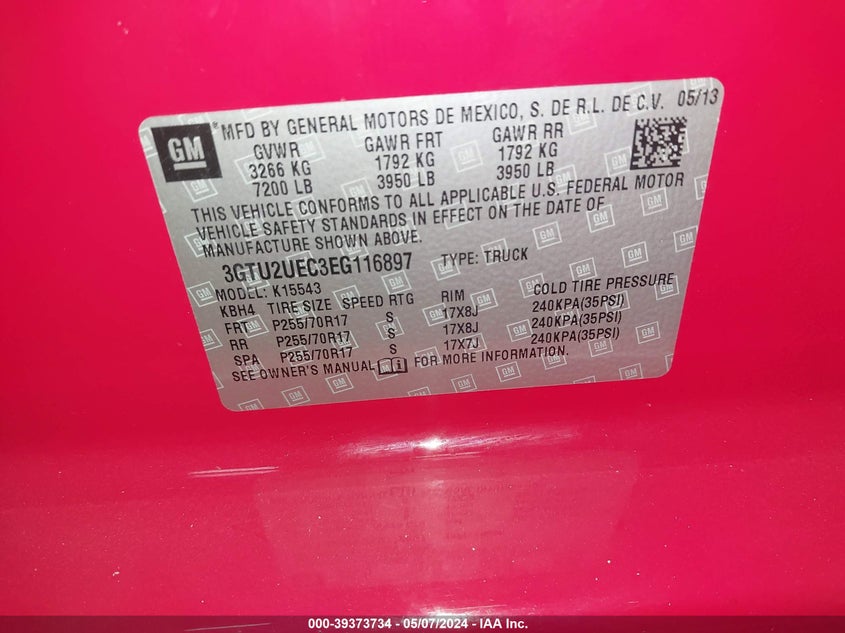 GM ® MFD BY GENERAL MOTORS DE MEXICO, S. DE R.L. DE C.V. 05/13
GVWR GAWR FRT GAWR RR
3266 KG 1792 KG 1792 KG
7200 LB 3950 LB 3950 LB
THIS VEHICLE CONFORMS TO ALL APPLICABLE U.S. FEDERAL MOTOR
VEHICLE SAFETY STANDARDS IN EFFECT ON THE DATE OF
MANUFACTURE SHOWN ABOVE.
3GTU2UEC3EG116897 TYPE: TRUCK
MODEL: K15543
KBH4 TIRE SIZE SPEED RTG RIM COLD TIRE PRESSURE
FRT P255/70R17 S 17X8J 240KPA(35PSI)
RR P255/70R17 S 17X8J 240KPA(35PSI)
SPA P255/70R17 S 17X7J 240KPA(35PSI)
SEE OWNER'S MANUAL FOR MORE INFORMATION.
000-39373734 - 05/07/2024 - IAA Inc.